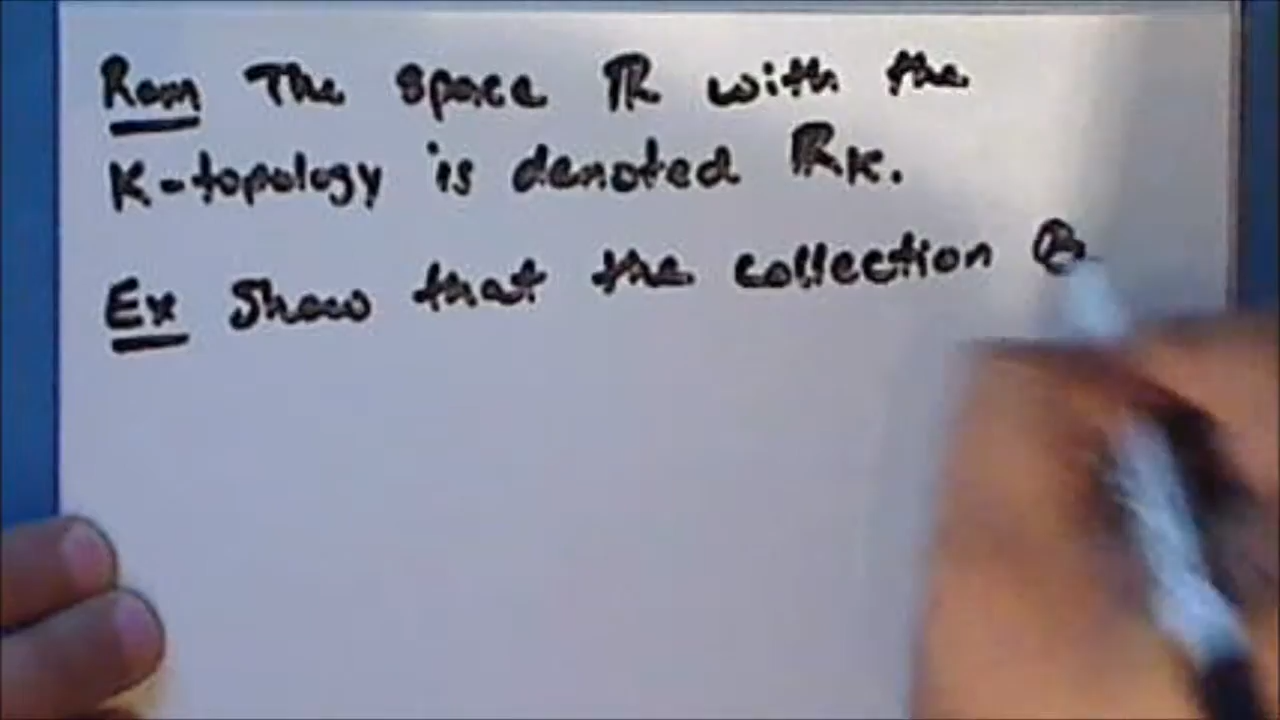 Rem The space ℝ with the
K-topology is denoted ℝK.
Ex Show that the collection B